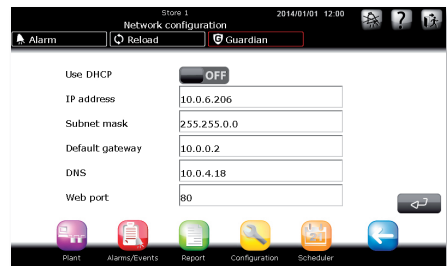 Store 1
2014/01/01 12:00
Network configuration
Alarm
Reload
Guardian
Use DHCP
OFF
IP address
10.0.6.206
Subnet mask
255.255.0.0
Default gateway
10.0.0.2
DNS
10.0.4.18
Web port
80
Plant
Alarms/Events
Report
Configuration
Scheduler